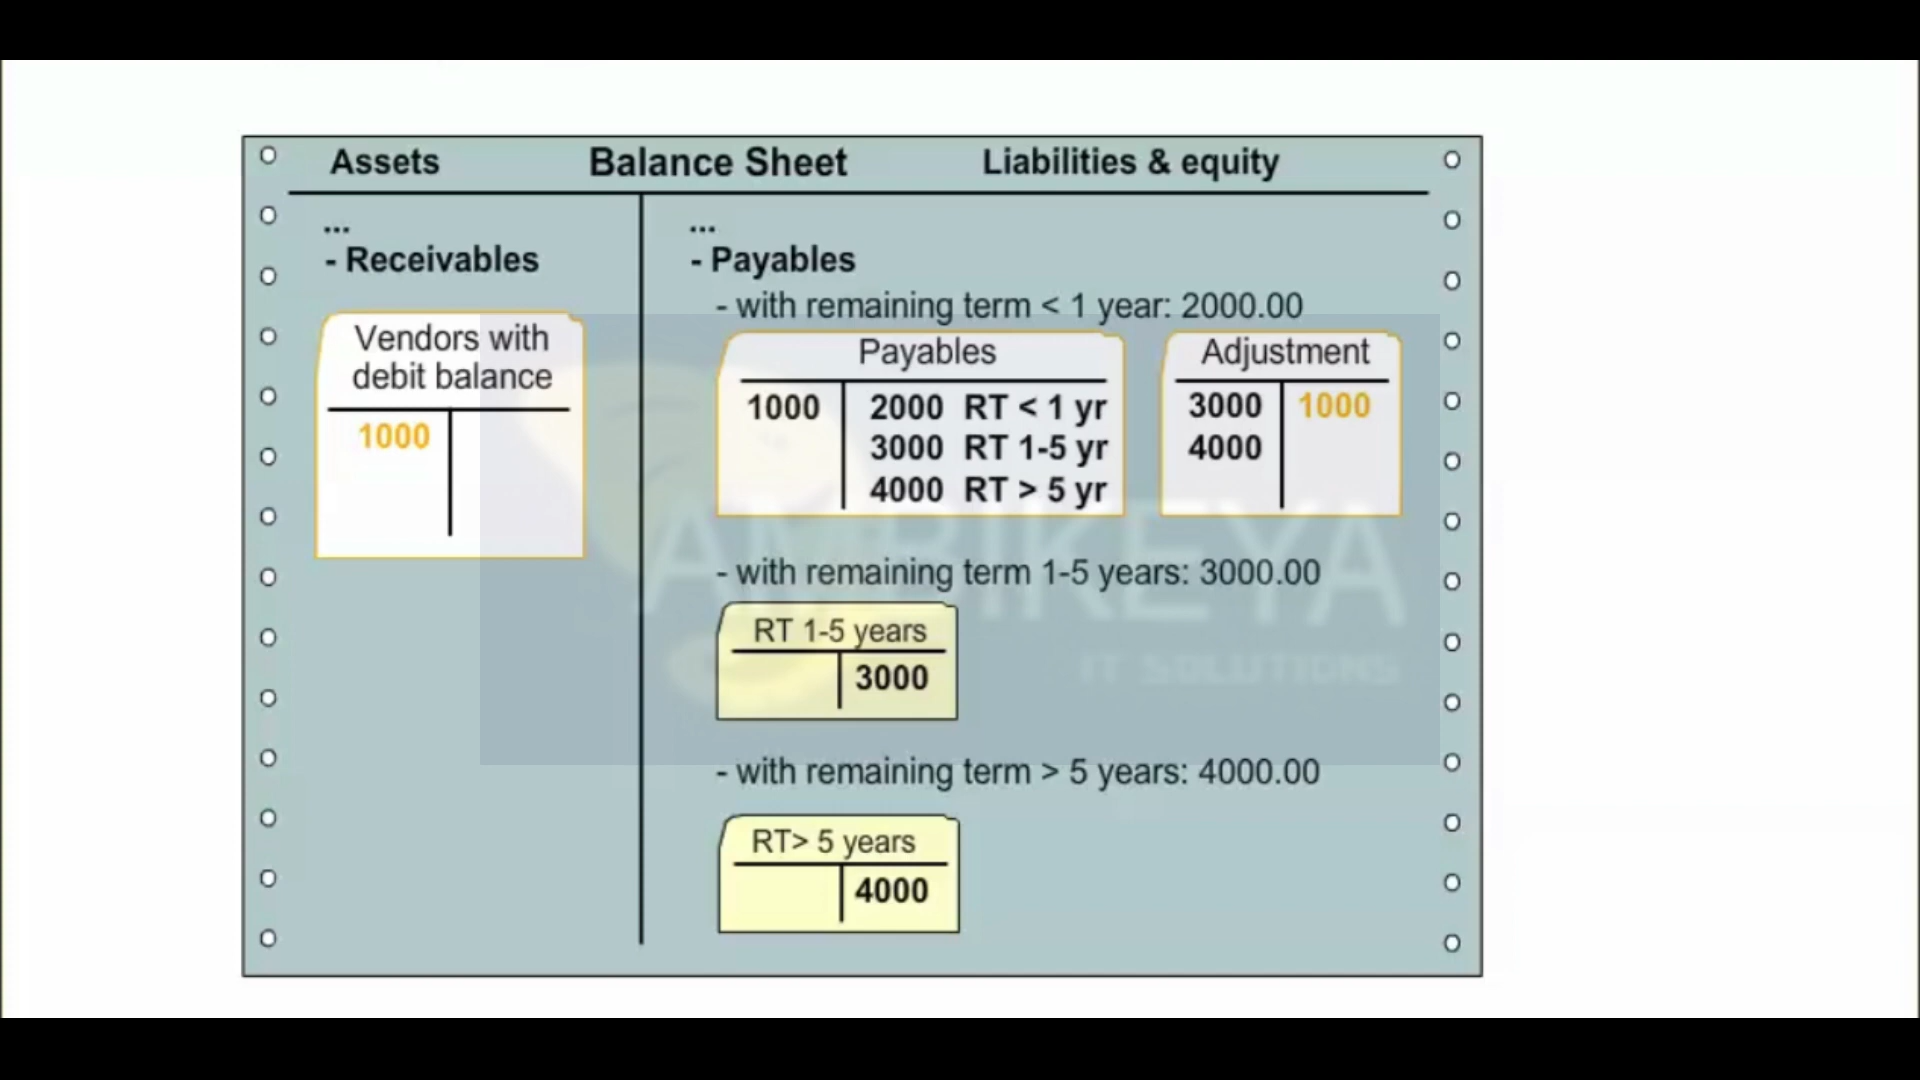 Assets Balance Sheet Liabilities & equity
...
- Receivables
Vendors with
debit balance
1000
...
- Payables
- with remaining term < 1 year: 2000.00
Payables
1000 2000 RT < 1 yr
3000 RT 1-5 yr
4000 RT > 5 yr
Adjustment
3000 1000
4000
- with remaining term 1-5 years: 3000.00
RT 1-5 years
3000
- with remaining term > 5 years: 4000.00
RT> 5 years
4000
AMBIKEYA
IT SOLUTIONS